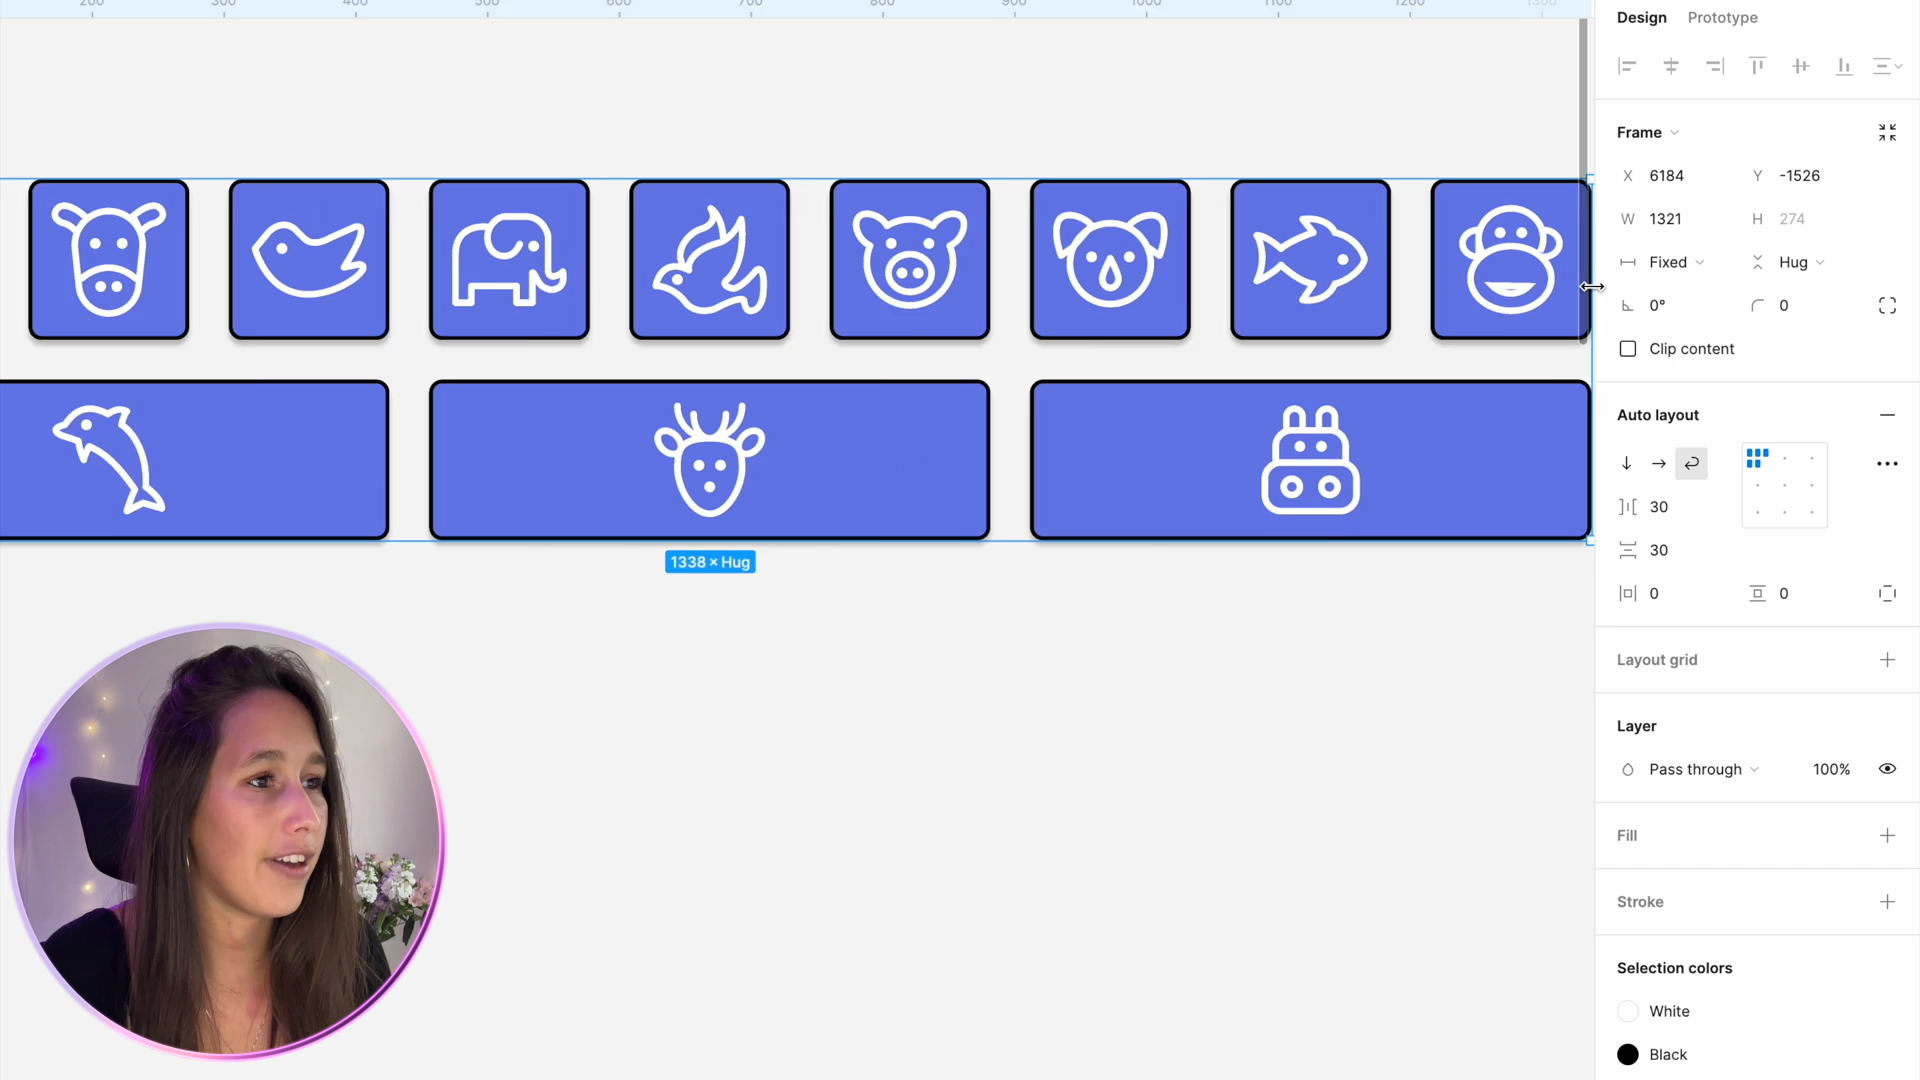 200 300 400 500 600 700 800 900 1000 1100 1200 1300
Design Prototype
Frame
X 6184 Y -1526
W 1321 H 274
Fixed Hug
0° 0
Clip content
Auto layout
30
30
0 0
1338 × Hug
Layout grid
Layer
Pass through 100%
Fill
Stroke
Selection colors
White
Black